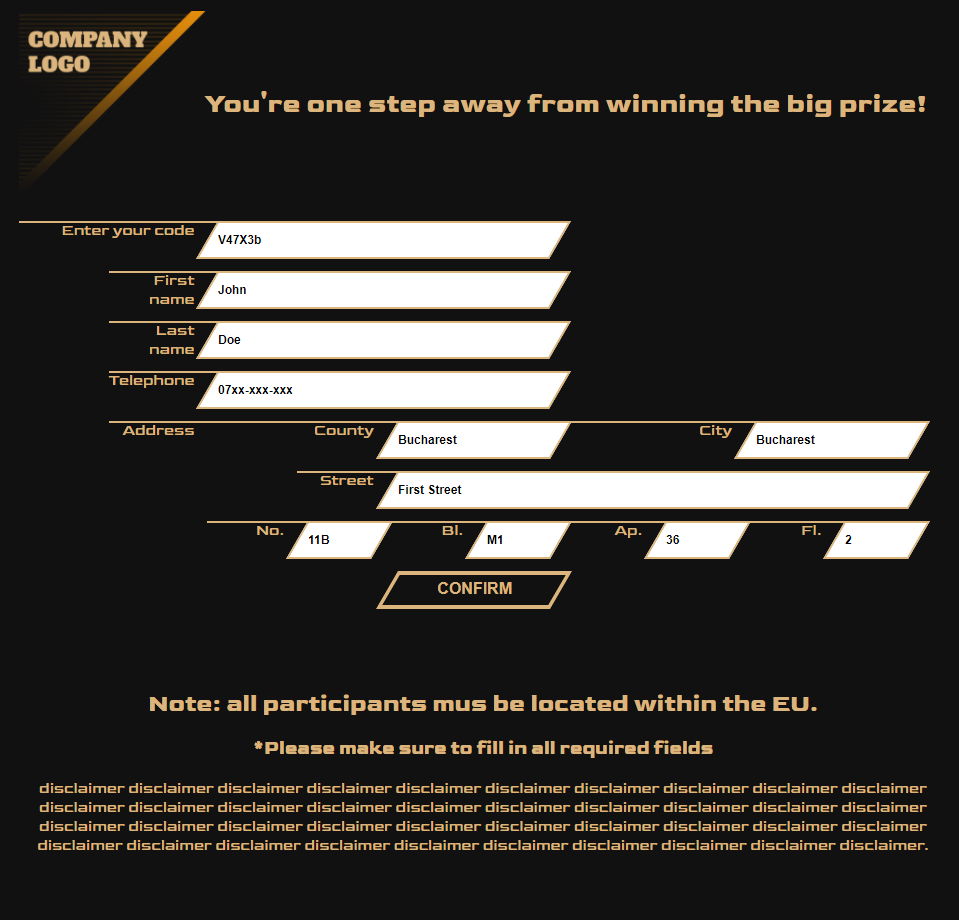 COMPANY
LOGO
You're one step away from winning the big prize!
Enter your code V47X3b
First
name John
Last
name Doe
Telephone 07xx-xxx-xxx
Address County Bucharest City Bucharest
Street First Street
No. 11B Bl. M1 Ap. 36 Fl. 2
CONFIRM
Note: all participants mus be located within the EU.
*Please make sure to fill in all required fields
disclaimer disclaimer disclaimer disclaimer disclaimer disclaimer disclaimer disclaimer disclaimer disclaimer
disclaimer disclaimer disclaimer disclaimer disclaimer disclaimer disclaimer disclaimer disclaimer disclaimer
disclaimer disclaimer disclaimer disclaimer disclaimer disclaimer disclaimer disclaimer disclaimer disclaimer
disclaimer disclaimer disclaimer disclaimer disclaimer disclaimer disclaimer disclaimer disclaimer disclaimer.